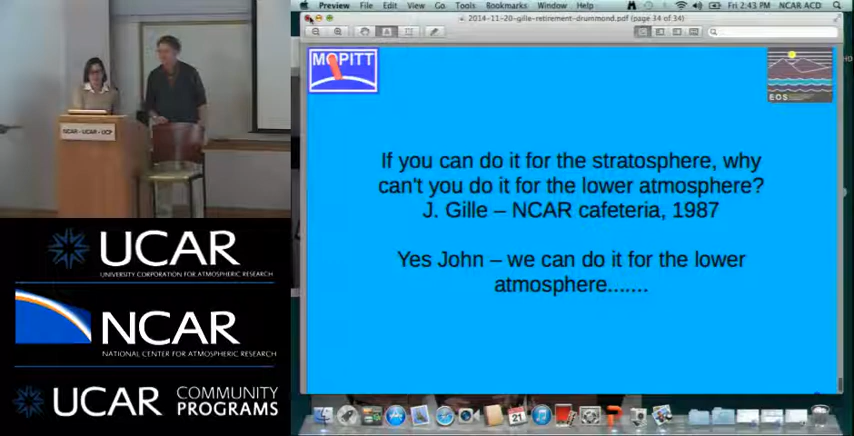 Preview File Edit View Go Tools Bookmarks Window Help
Fri 2:43 PM NCAR ACD
2014-11-20-gille-retirement-drummond.pdf (page 34 of 34)
MOPITT
EOS
If you can do it for the stratosphere, why
can't you do it for the lower atmosphere?
J. Gille – NCAR cafeteria, 1987
Yes John – we can do it for the lower
atmosphere.......
NCAR - UCAR - UCP
UCAR
UNIVERSITY CORPORATION FOR ATMOSPHERIC RESEARCH
NCAR
NATIONAL CENTER FOR ATMOSPHERIC RESEARCH
UCAR
COMMUNITY
PROGRAMS
21